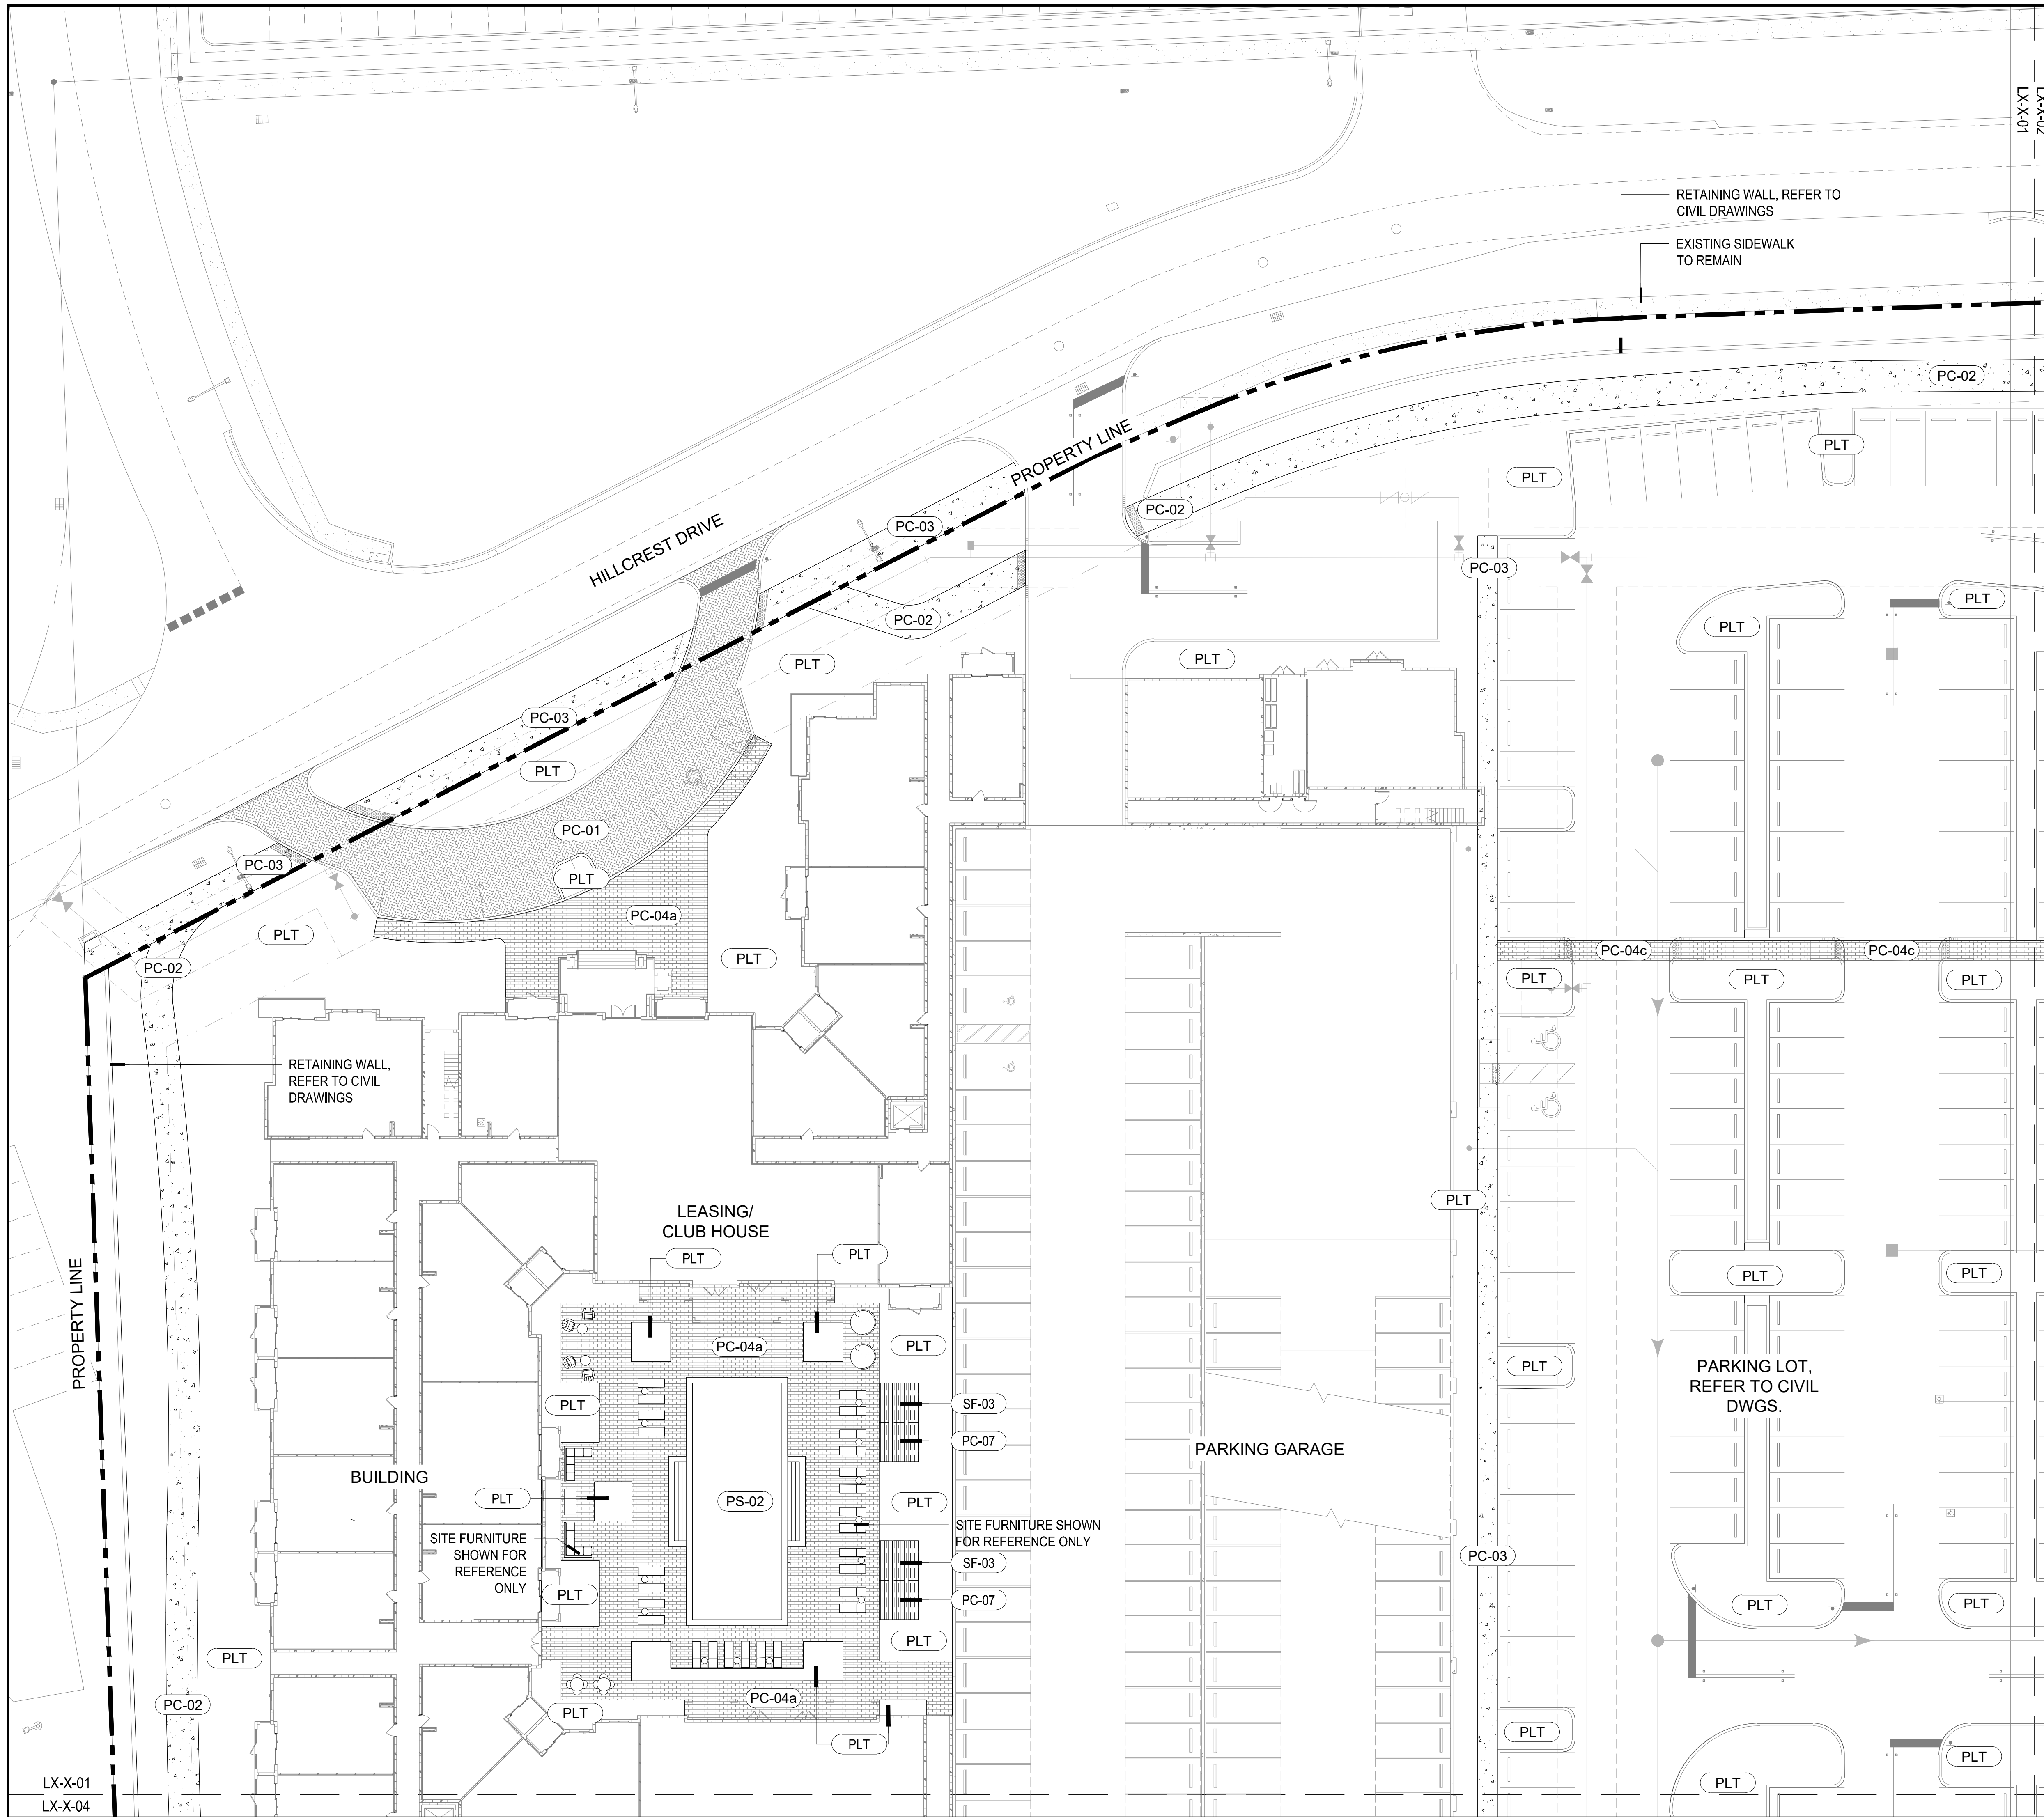 LX-X-02
LX-X-01
RETAINING WALL, REFER TO
CIVIL DRAWINGS
EXISTING SIDEWALK
TO REMAIN
PC-02
PROPERTY LINE
PLT
PLT
PC-02
PC-03
HILLCREST DRIVE
PC-03
PLT
PC-02
PLT
PLT
PLT
PC-03
PLT
PC-01
PC-03
PLT
PC-04a
PLT
PC-04c
PC-04c
PLT
PC-02
PLT
PLT
PLT
RETAINING WALL,
REFER TO CIVIL
DRAWINGS
PLT
LEASING/
CLUB HOUSE
PLT
PLT
PLT
PLT
PROPERTY LINE
PC-04a
PLT
PLT
PARKING LOT,
REFER TO CIVIL
DWGS.
PLT
SF-03
PC-07
PARKING GARAGE
BUILDING
PLT
PS-02
PLT
SITE FURNITURE
SHOWN FOR
REFERENCE
ONLY
SITE FURNITURE SHOWN
FOR REFERENCE ONLY
PC-03
SF-03
PLT
PC-07
PLT
PLT
PLT
PLT
PC-02
PC-04a
PLT
PLT
PLT
PLT
PLT
LX-X-01
LX-X-04